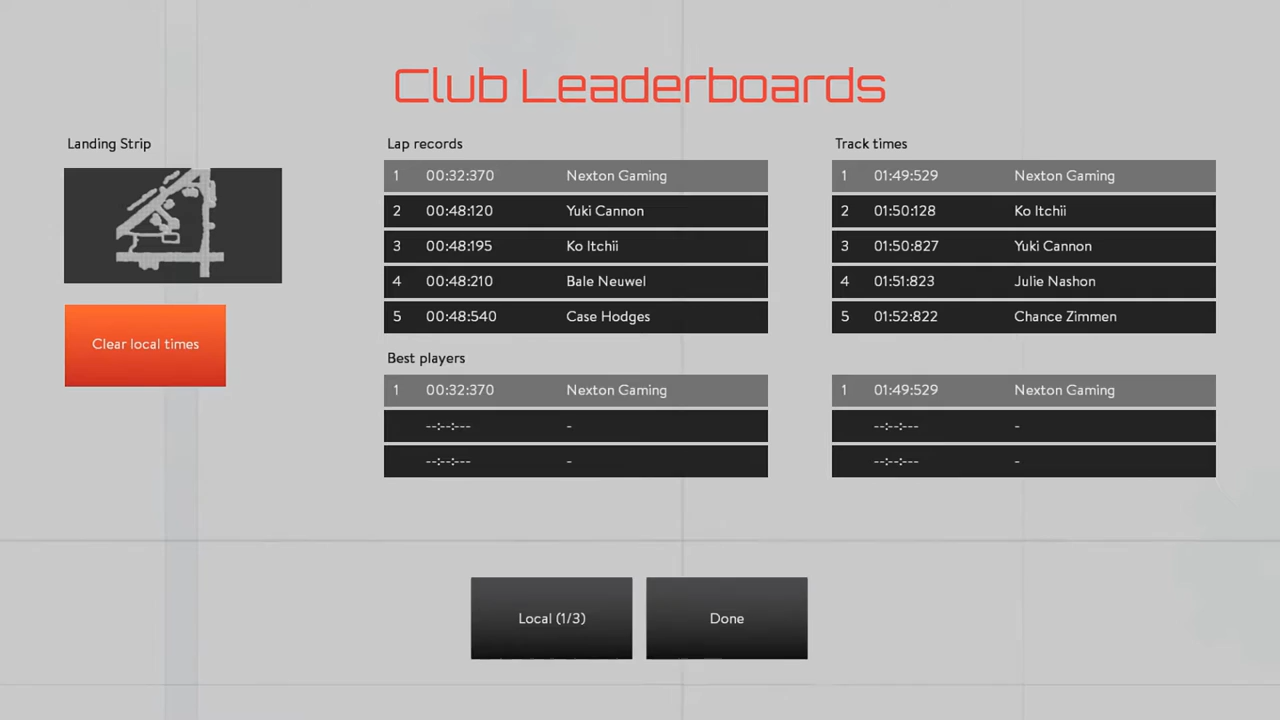 Club Leaderboards
Landing Strip
Clear local times
Lap records
1 00:32:370 Nexton Gaming
2 00:48:120 Yuki Cannon
3 00:48:195 Ko Itchii
4 00:48:210 Bale Neuwel
5 00:48:540 Case Hodges
Track times
1 01:49:529 Nexton Gaming
2 01:50:128 Ko Itchii
3 01:50:827 Yuki Cannon
4 01:51:823 Julie Nashon
5 01:52:822 Chance Zimmen
Best players
1 00:32:370 Nexton Gaming
--:--:--- -
--:--:--- -
1 01:49:529 Nexton Gaming
--:--:--- -
--:--:--- -
Local (1/3)
Done